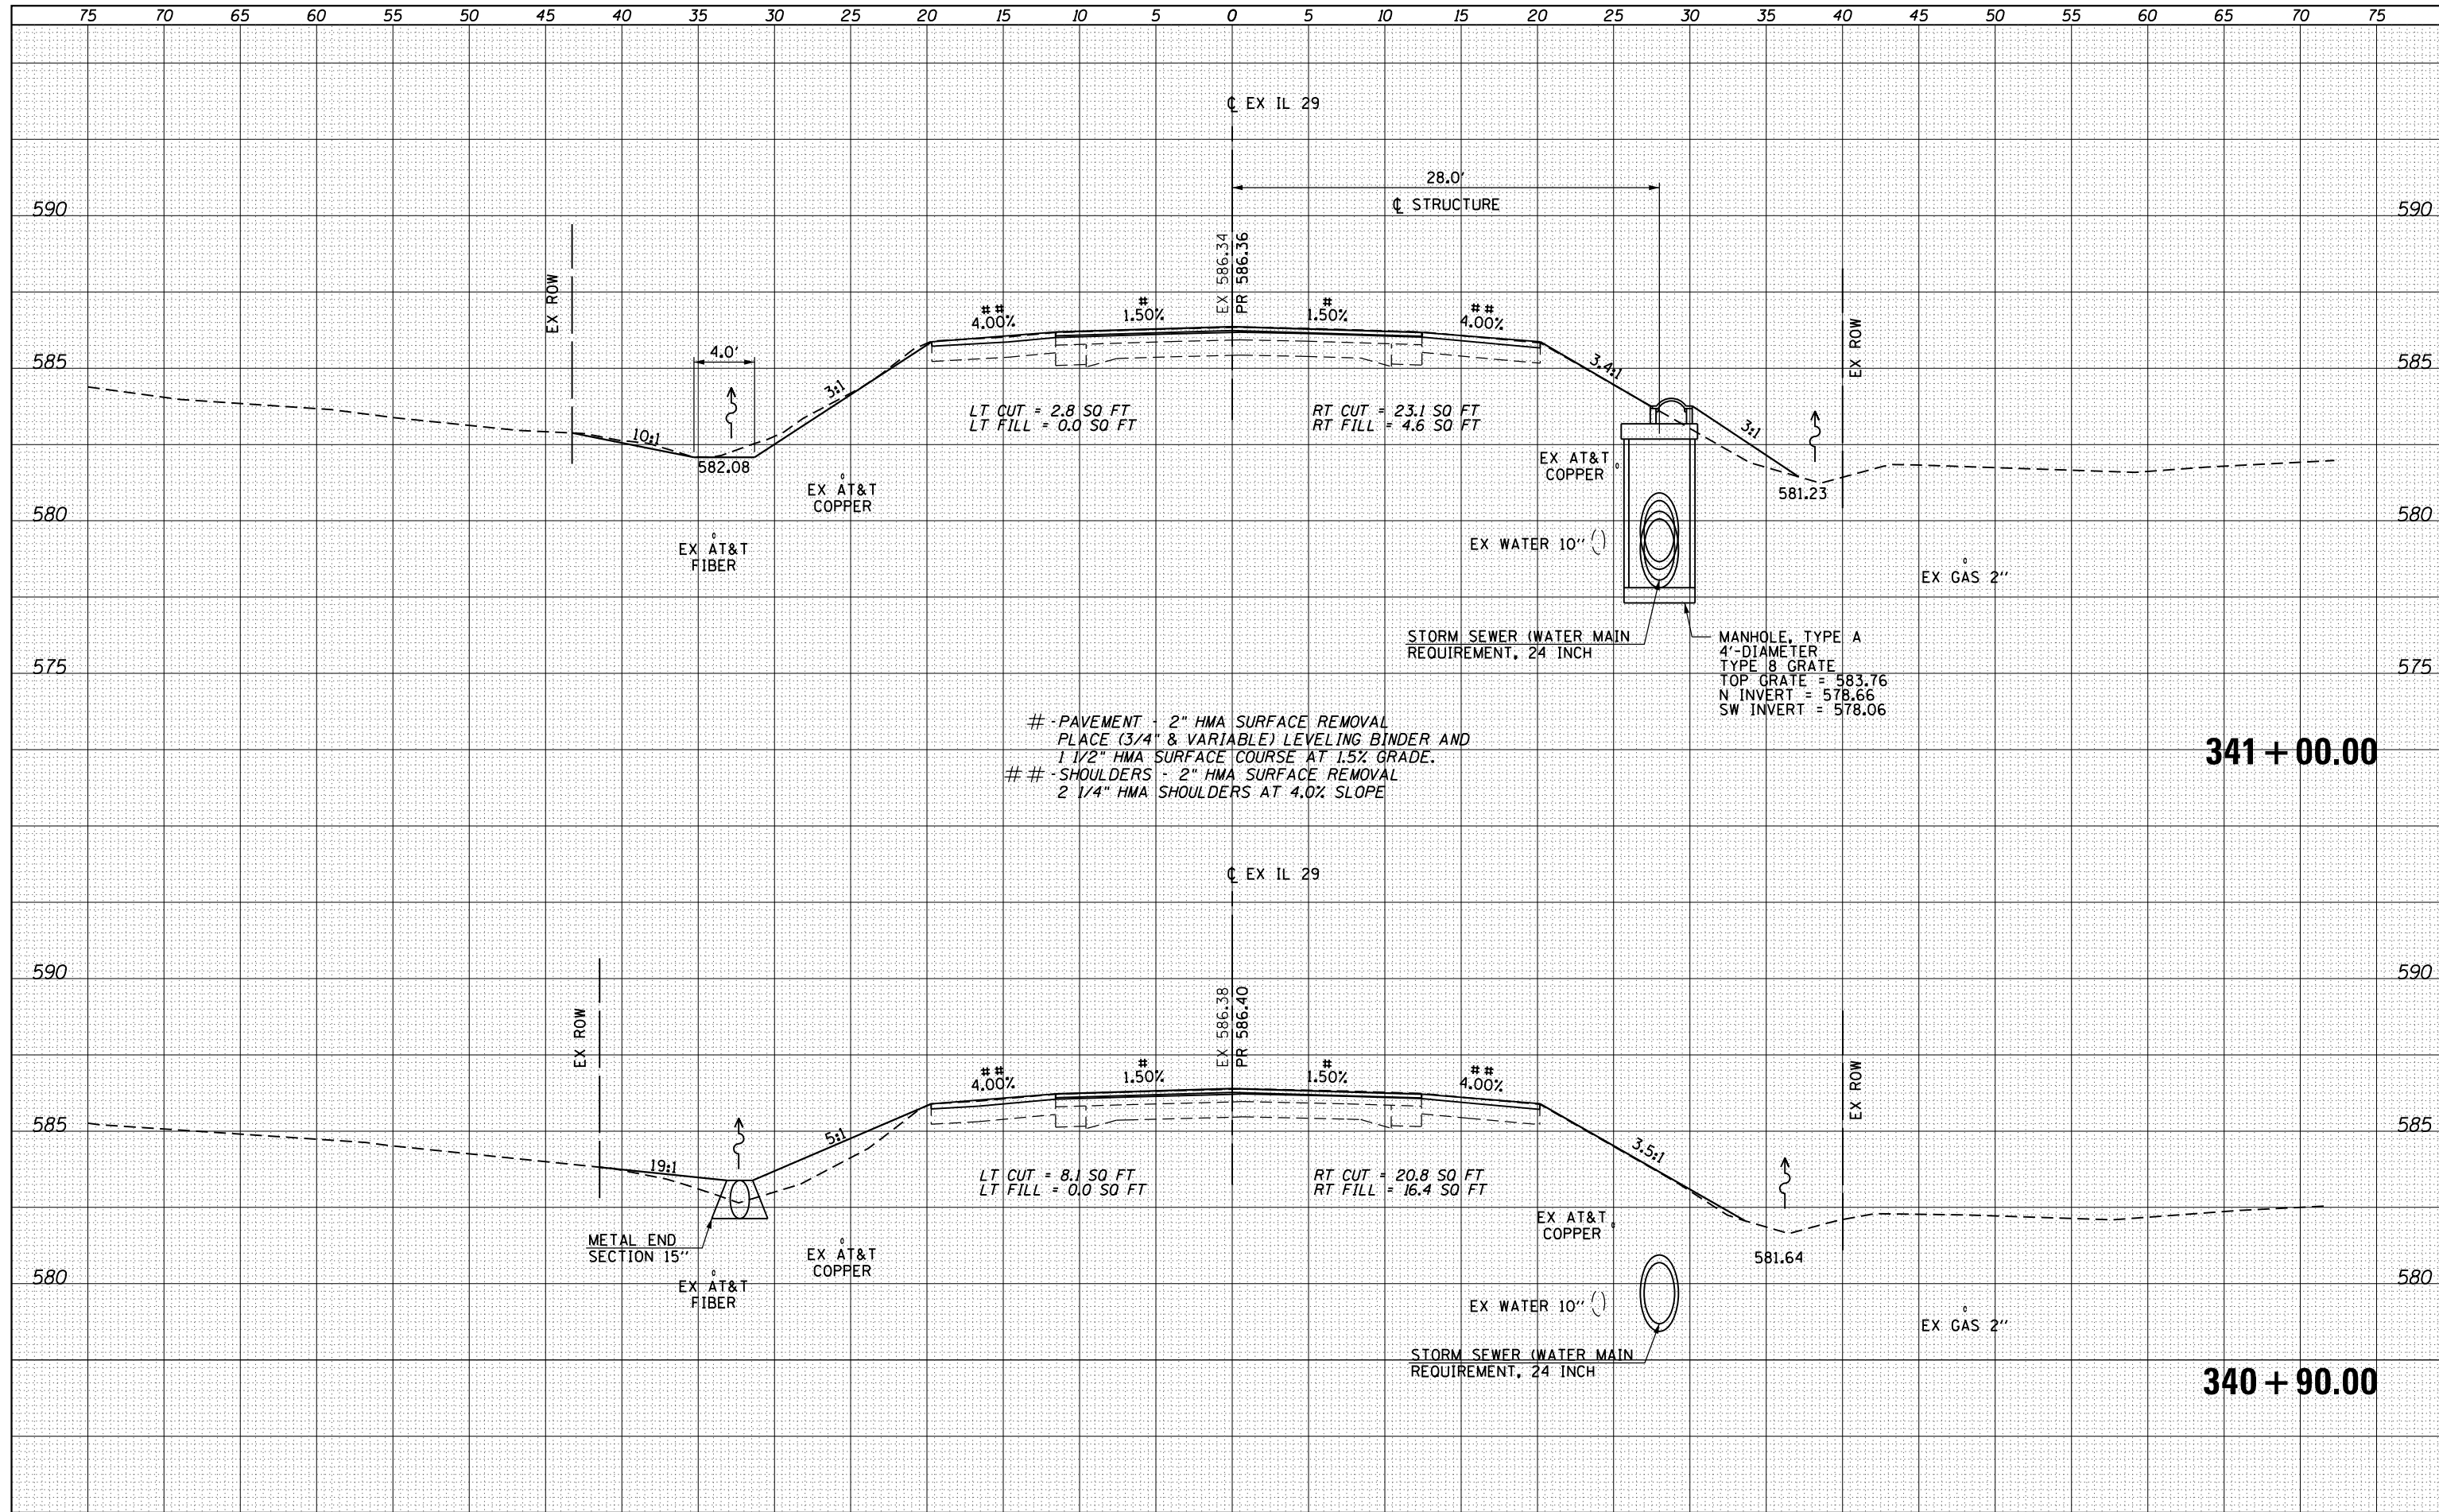 75 70 65 60 55 50 45 40 35 30 25 20 15 10 5 0 5 10 15 20 25 30 35 40 45 50 55 60 65 70 75
℄ EX IL 29
28.0'
℄ STRUCTURE
590
590
EX 586.34
PR 586.36
EX ROW
EX ROW
# #
4.00%
#
1.50%
#
1.50%
# #
4.00%
4.0'
585
585
3:1
3.4:1
10:1
3:1
LT CUT = 2.8 SQ FT
LT FILL = 0.0 SQ FT
RT CUT = 23.1 SQ FT
RT FILL = 4.6 SQ FT
582.08
EX AT&T
COPPER
EX AT&T
COPPER
581.23
580
580
EX AT&T
FIBER
EX WATER 10''
EX GAS 2''
STORM SEWER (WATER MAIN
REQUIREMENT, 24 INCH
MANHOLE, TYPE A
4'-DIAMETER
TYPE 8 GRATE
TOP GRATE = 583.76
N INVERT = 578.66
SW INVERT = 578.06
575
575
# - PAVEMENT - 2" HMA SURFACE REMOVAL
PLACE (3/4" & VARIABLE) LEVELING BINDER AND
1 1/2" HMA SURFACE COURSE AT 1.5% GRADE.
# # - SHOULDERS - 2" HMA SURFACE REMOVAL
2 1/4" HMA SHOULDERS AT 4.0% SLOPE
341+00.00
℄ EX IL 29
590
590
EX 586.38
PR 586.40
EX ROW
EX ROW
# #
4.00%
#
1.50%
#
1.50%
# #
4.00%
585
585
5:1
3.5:1
19:1
LT CUT = 8.1 SQ FT
LT FILL = 0.0 SQ FT
RT CUT = 20.8 SQ FT
RT FILL = 16.4 SQ FT
METAL END
SECTION 15''
EX AT&T
COPPER
EX AT&T
COPPER
581.64
580
580
EX AT&T
FIBER
EX WATER 10''
EX GAS 2''
STORM SEWER (WATER MAIN
REQUIREMENT, 24 INCH
340+90.00